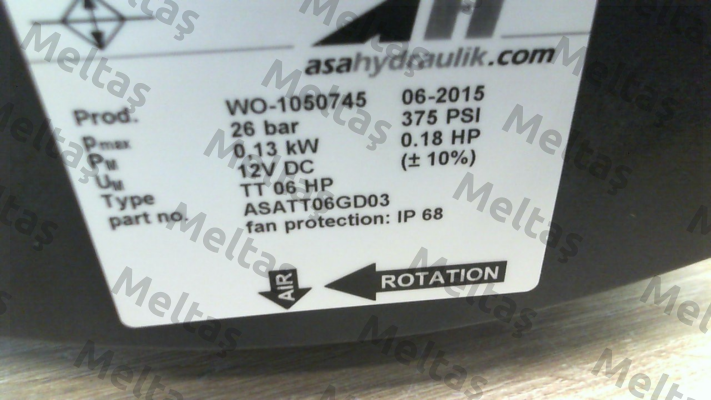 asahydraulik.com
Prod. WO-1050745 06-2015
Pmax 26 bar 375 PSI
PM 0,13 kW 0.18 HP
UM 12V DC (± 10%)
Type TT 06 HP
part no. ASATT06GD03
fan protection: IP 68
AIR
ROTATION
Meltaş